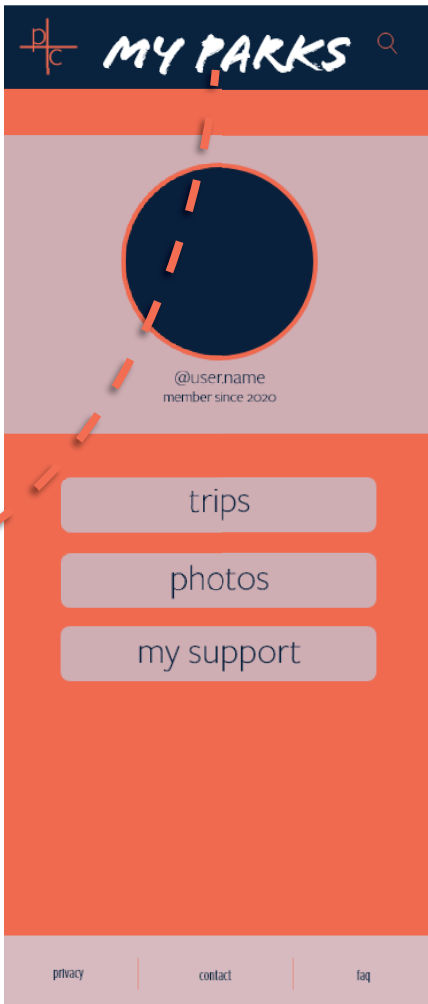 p
c
MY PARKS
@user.name
member since 2020
trips
photos
my support
privacy
contact
faq